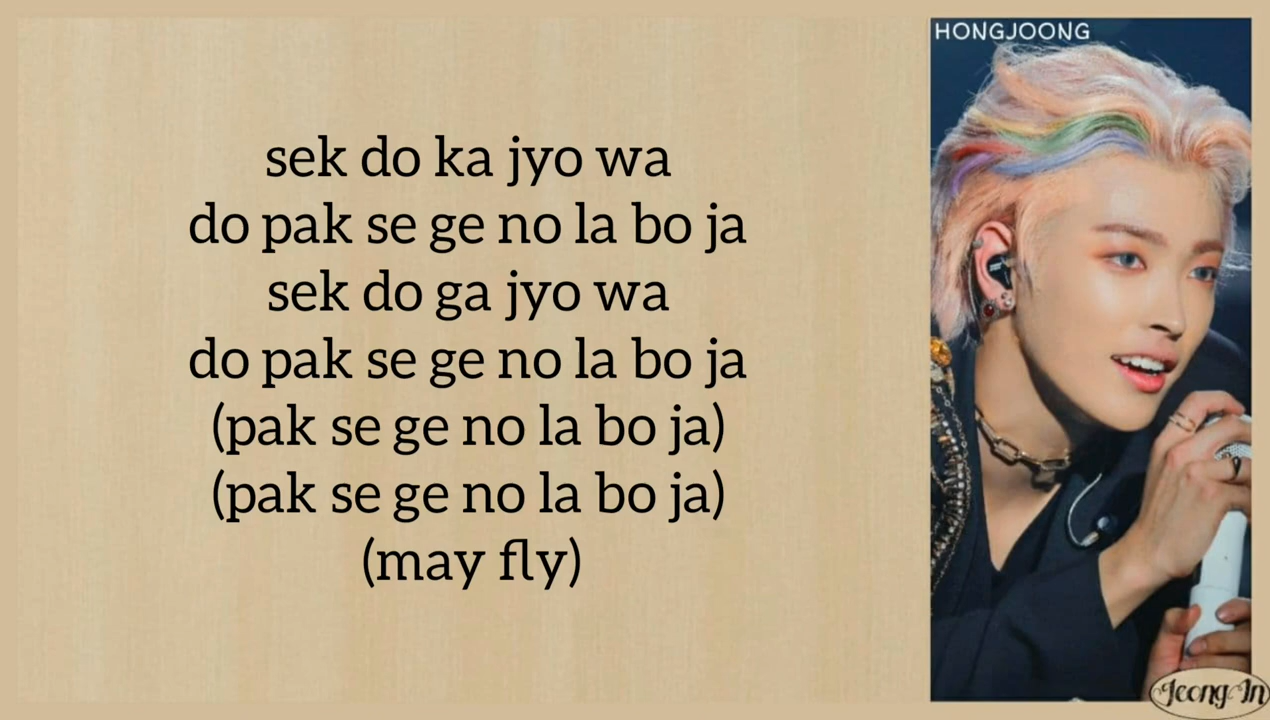 HONGJOONG
sek do ka jyo wa
do pak se ge no la bo ja
sek do ga jyo wa
do pak se ge no la bo ja
(pak se ge no la bo ja)
(pak se ge no la bo ja)
(may fly)
Jeong In